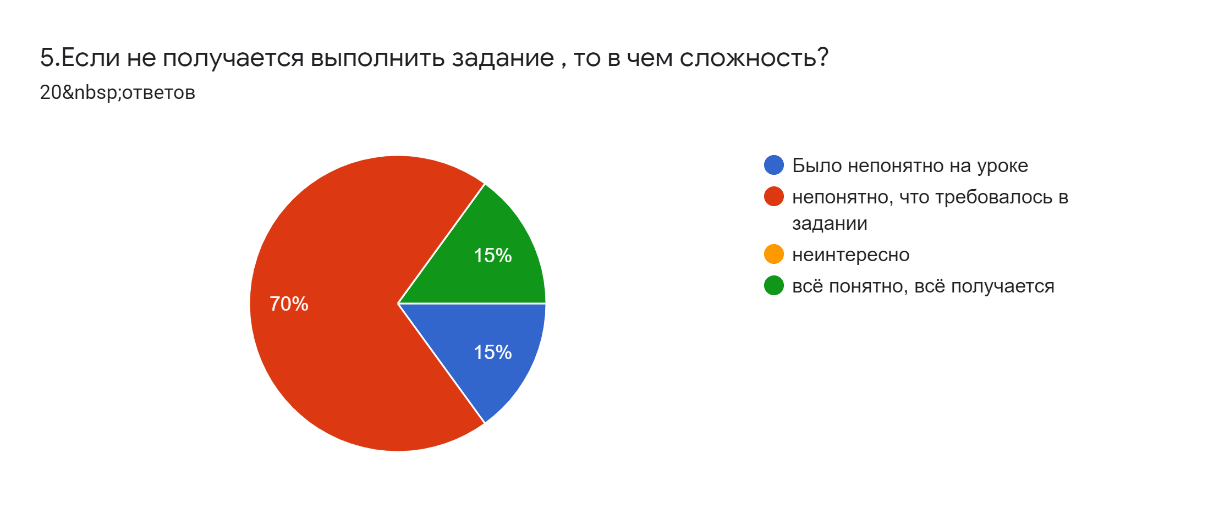 5.Если не получается выполнить задание , то в чем сложность?
20&nbsp;ответов
Было непонятно на уроке
непонятно, что требовалось в
задании
неинтересно
всё понятно, всё получается
15%
70%
15%